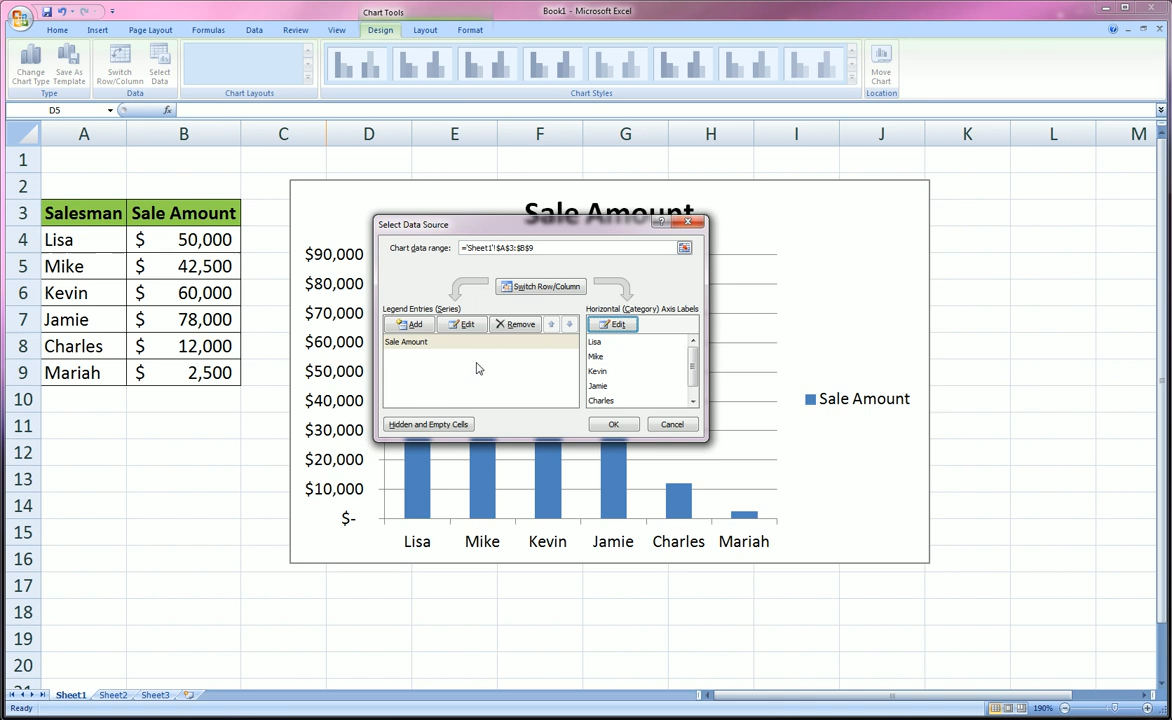 Chart Tools
Book1 - Microsoft Excel
Home Insert Page Layout Formulas Data Review View Design Layout Format
Change Chart Type
Save As Template
Switch Row/Column
Select Data
Move Chart
Type Data Chart Layouts Chart Styles Location
D5 fx
A B C D E F G H I J K L M
1
2
3 Salesman Sale Amount
4 Lisa $ 50,000
5 Mike $ 42,500
6 Kevin $ 60,000
7 Jamie $ 78,000
8 Charles $ 12,000
9 Mariah $ 2,500
10
11
12
13
14
15
16
17
18
19
20
Sale Amount
$90,000
$80,000
$70,000
$60,000
$50,000
$40,000
$30,000
$20,000
$10,000
$-
Lisa Mike Kevin Jamie Charles Mariah
Sale Amount
Select Data Source
Chart data range: ='Sheet1'!$A$3:$B$9
Switch Row/Column
Legend Entries (Series)
Add Edit Remove
Sale Amount
Horizontal (Category) Axis Labels
Edit
Lisa
Mike
Kevin
Jamie
Charles
Hidden and Empty Cells OK Cancel
Sheet1 Sheet2 Sheet3
Ready 190%